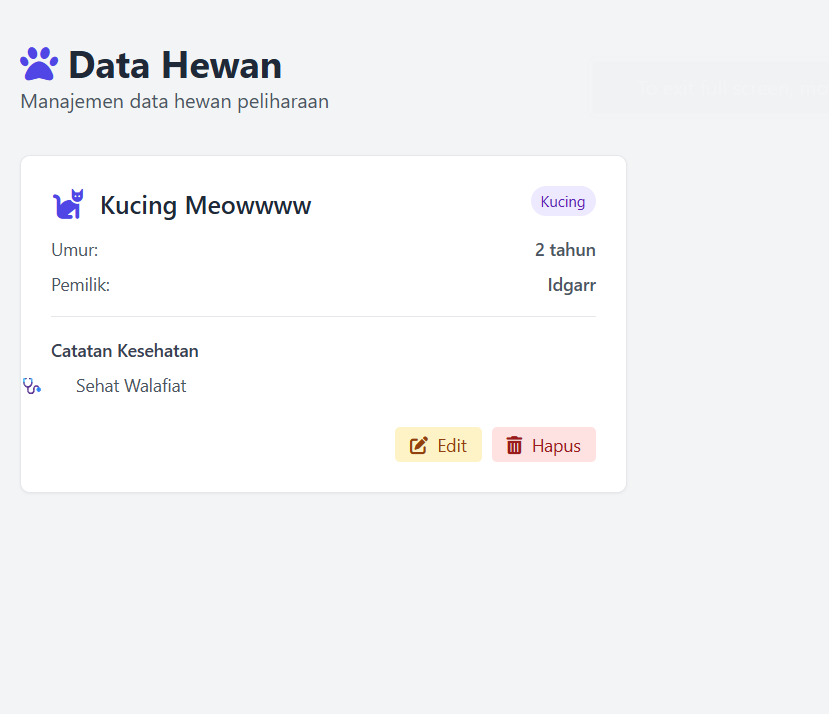 Data Hewan
Manajemen data hewan peliharaan
Kucing Meowwww
Kucing
Umur:
2 tahun
Pemilik:
Idgarr
Catatan Kesehatan
Sehat Walafiat
Edit
Hapus